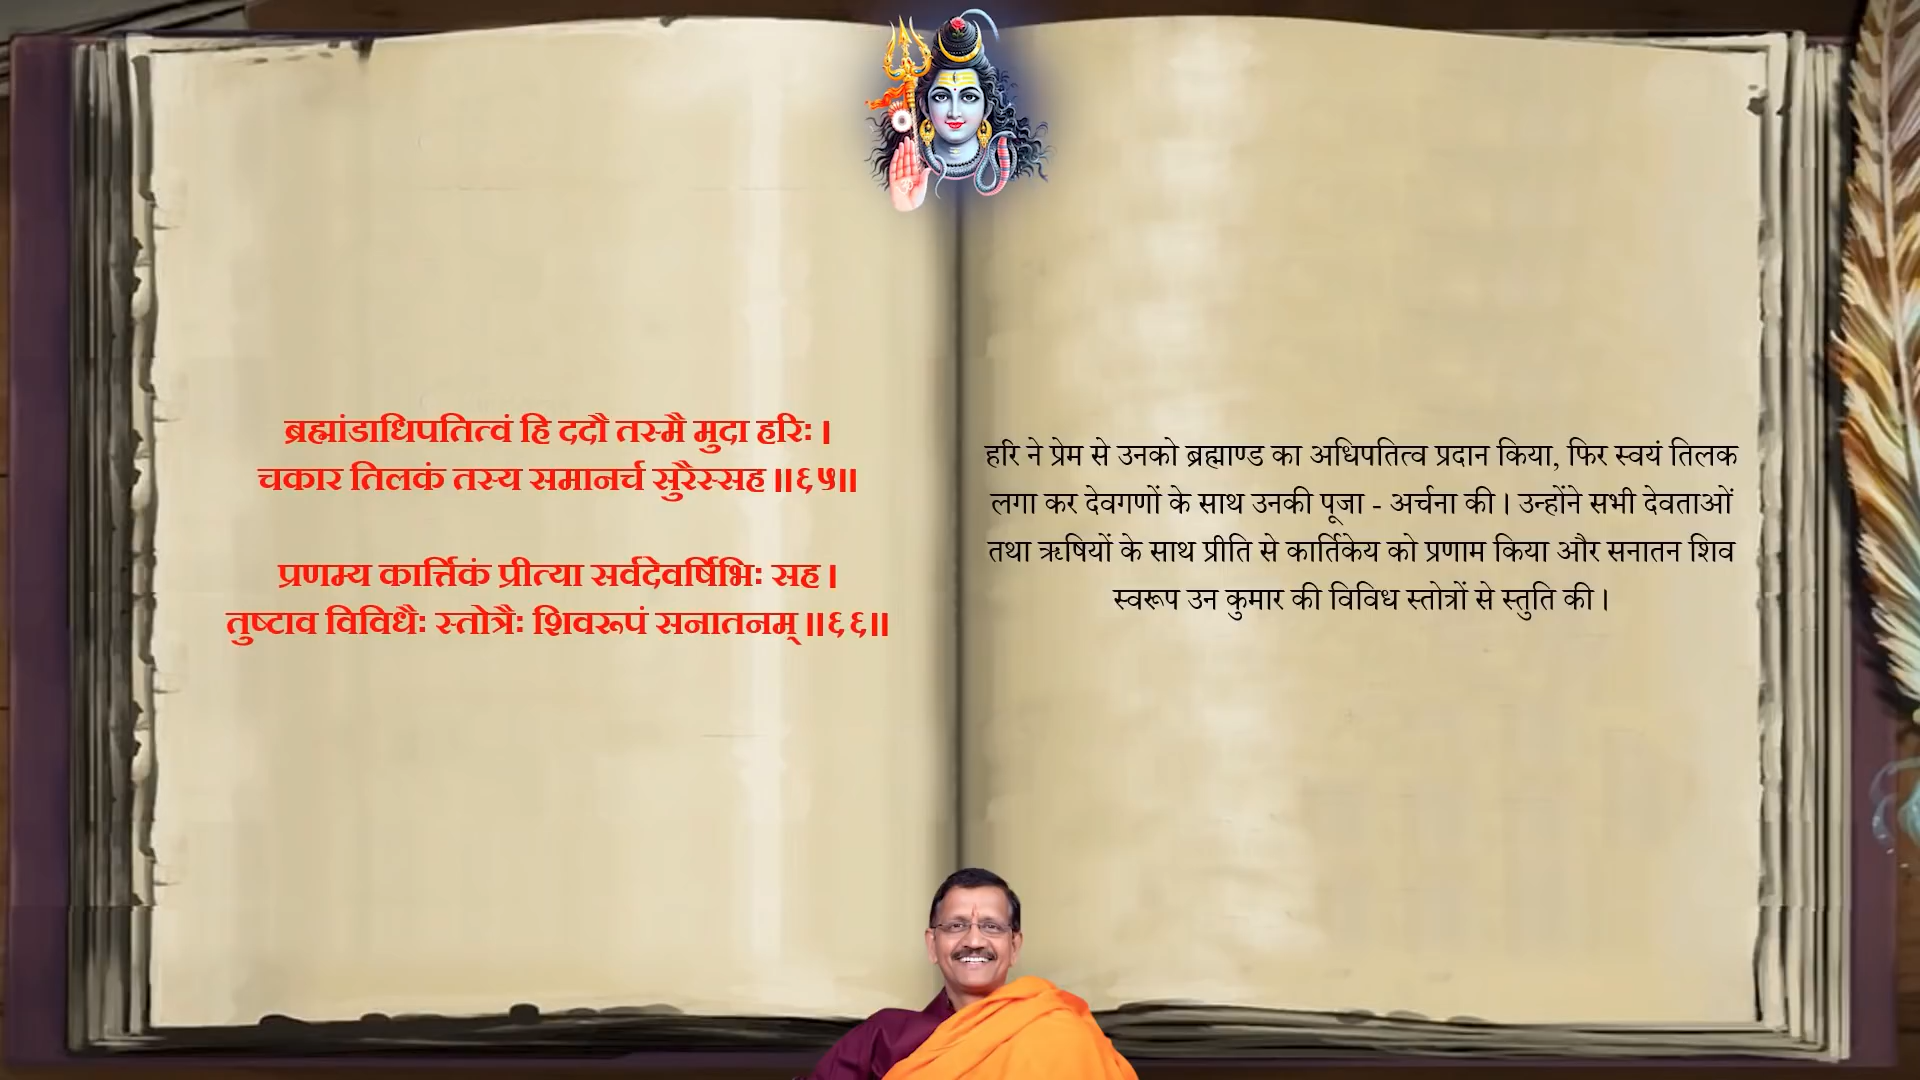 ब्रह्मांडाधिपतित्वं हि ददौ तस्मै मुदा हरिः ।
चकार तिलकं तस्य समानर्च सुरैस्सह ॥६५॥
प्रणम्य कार्त्तिकं प्रीत्या सर्वदेवर्षिभिः सह ।
तुष्टाव विविधैः स्तोत्रैः शिवरूपं सनातनम् ॥६६॥
हरि ने प्रेम से उनको ब्रह्माण्ड का अधिपतित्व प्रदान किया, फिर स्वयं तिलक
लगा कर देवगणों के साथ उनकी पूजा - अर्चना की । उन्होंने सभी देवताओं
तथा ऋषियों के साथ प्रीति से कार्तिकेय को प्रणाम किया और सनातन शिव
स्वरूप उन कुमार की विविध स्तोत्रों से स्तुति की ।